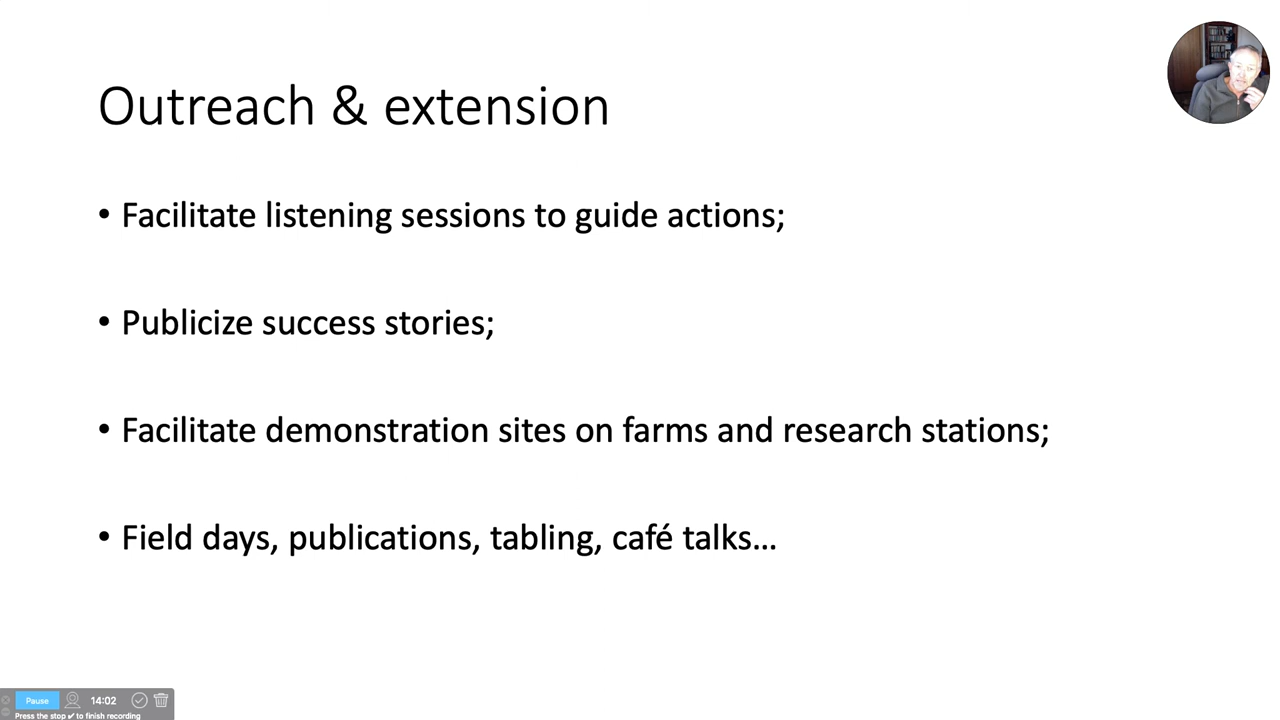 Outreach & extension
• Facilitate listening sessions to guide actions;
• Publicize success stories;
• Facilitate demonstration sites on farms and research stations;
• Field days, publications, tabling, café talks…
Pause
14:02
Press the stop ✔ to finish recording